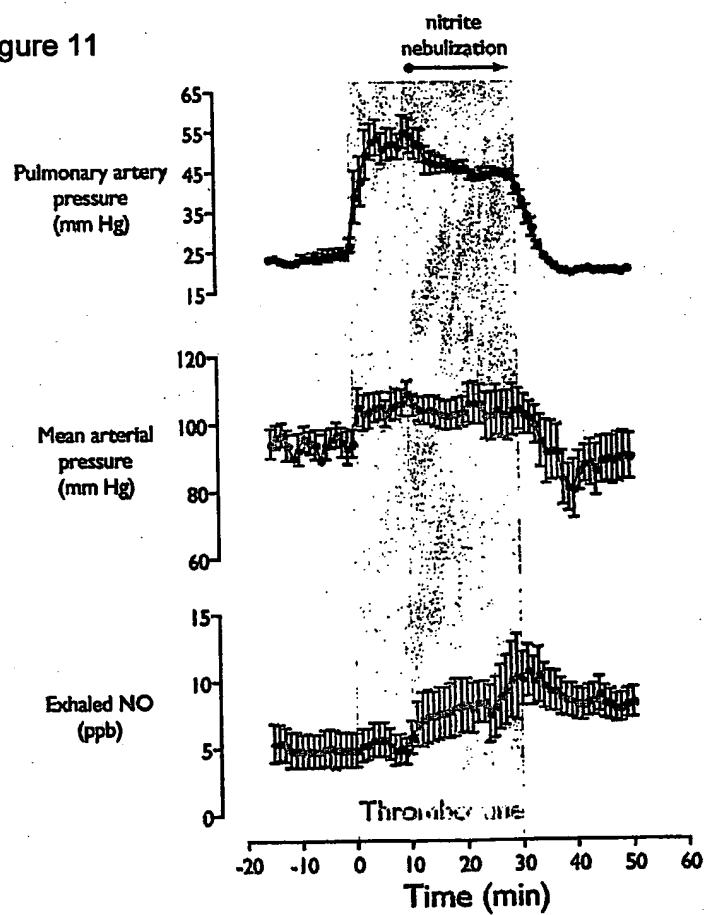 gure 11
nitrite
nebulization
65
55
45
35
25
15
Pulmonary artery
pressure
(mm Hg)
120
100
80
60
Mean arterial
pressure
(mm Hg)
15
10
5
0
Exhaled NO
(ppb)
-20 -10 0 10 20 30 40 50 60
Time (min)